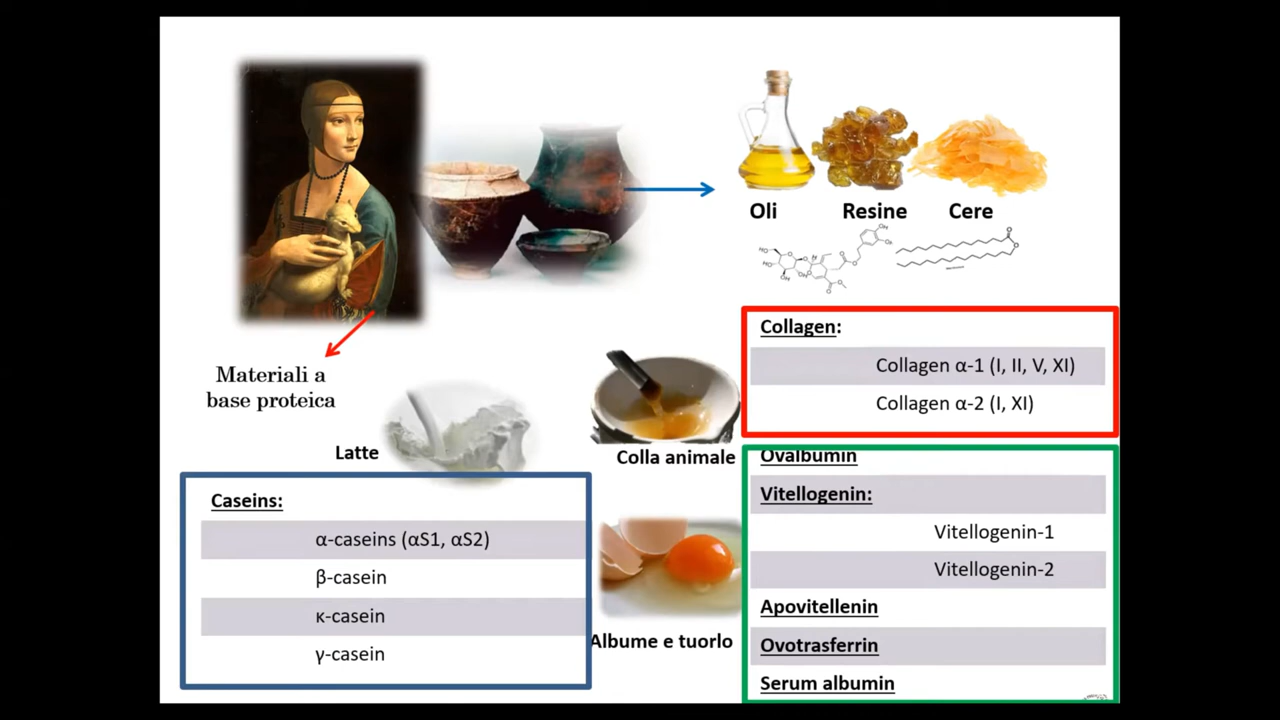 Oli
Resine
Cere
Materiali a
base proteica
Latte
Colla animale
Albume e tuorlo
Collagen:
Collagen α-1 (I, II, V, XI)
Collagen α-2 (I, XI)
Caseins:
α-caseins (αS1, αS2)
β-casein
κ-casein
γ-casein
Ovalbumin
Vitellogenin:
Vitellogenin-1
Vitellogenin-2
Apovitellenin
Ovotrasferrin
Serum albumin